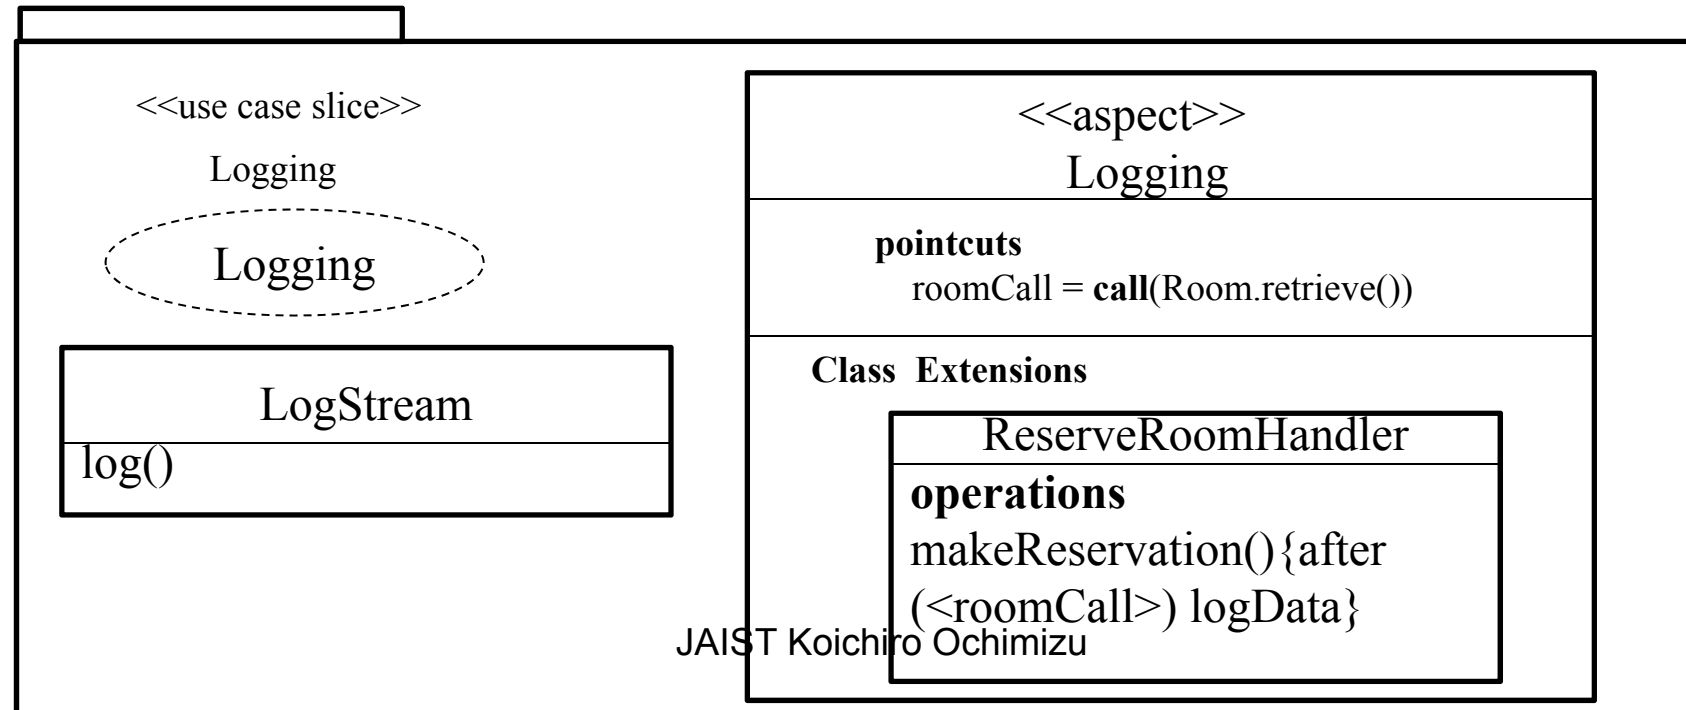 <<use case slice>>
Logging
Logging
LogStream
log()
<<aspect>>
Logging
pointcuts
roomCall = call(Room.retrieve())
Class Extensions
ReserveRoomHandler
operations
makeReservation(){after
(<roomCall>) logData}
JAIST Koichiro Ochimizu